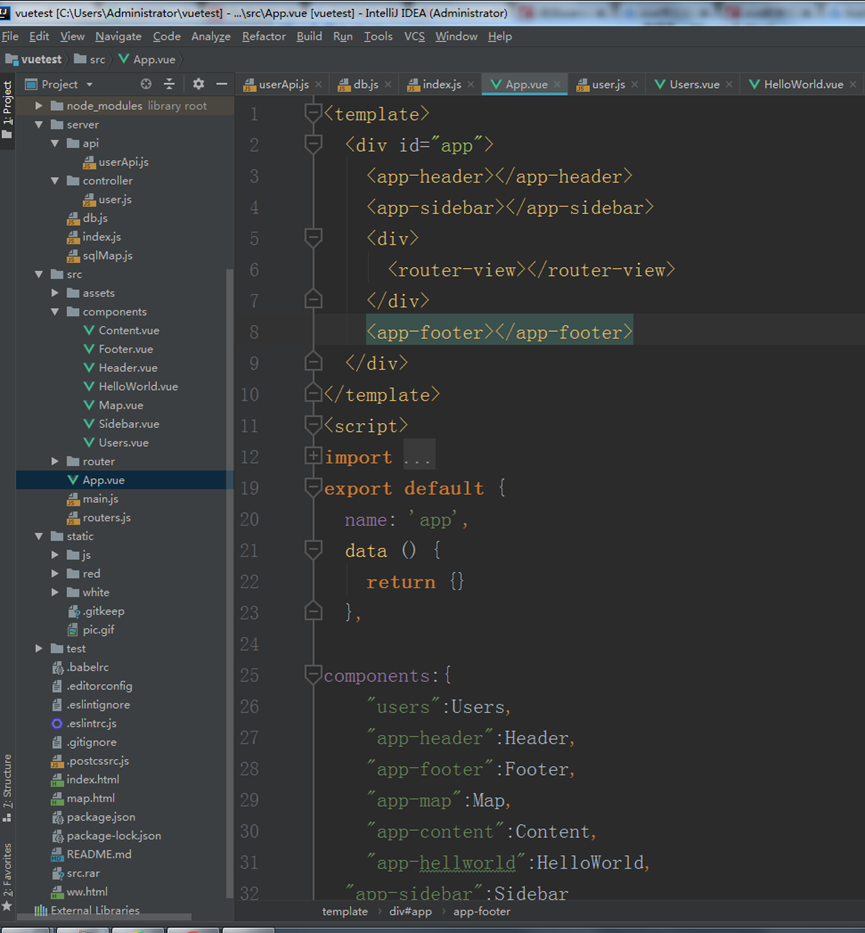 vuetest [C:\Users\Administrator\vuetest] - ...\src\App.vue [vuetest] - IntelliJ IDEA (Administrator)
File Edit View Navigate Code Analyze Refactor Build Run Tools VCS Window Help
vuetest src App.vue
Project
userApi.js db.js index.js App.vue user.js Users.vue HelloWorld.vue
1: Project
7: Structure
2: Favorites
node_modules library root
server
api
userApi.js
controller
user.js
db.js
index.js
sqlMap.js
src
assets
components
Content.vue
Footer.vue
Header.vue
HelloWorld.vue
Map.vue
Sidebar.vue
Users.vue
router
App.vue
main.js
routers.js
static
js
red
white
.gitkeep
pic.gif
test
.babelrc
.editorconfig
.eslintignore
.eslintrc.js
.gitignore
.postcssrc.js
index.html
map.html
package.json
package-lock.json
README.md
src.rar
ww.html
External Libraries
1 <template>
2 <div id="app">
3 <app-header></app-header>
4 <app-sidebar></app-sidebar>
5 <div>
6 <router-view></router-view>
7 </div>
8 <app-footer></app-footer>
9 </div>
10 </template>
11 <script>
12 import ...
19 export default {
20 name: 'app',
21 data () {
22 return {}
23 },
24
25 components:{
26 "users":Users,
27 "app-header":Header,
28 "app-footer":Footer,
29 "app-map":Map,
30 "app-content":Content,
31 "app-hellworld":HelloWorld,
32 "app-sidebar":Sidebar
template › div#app › app-footer